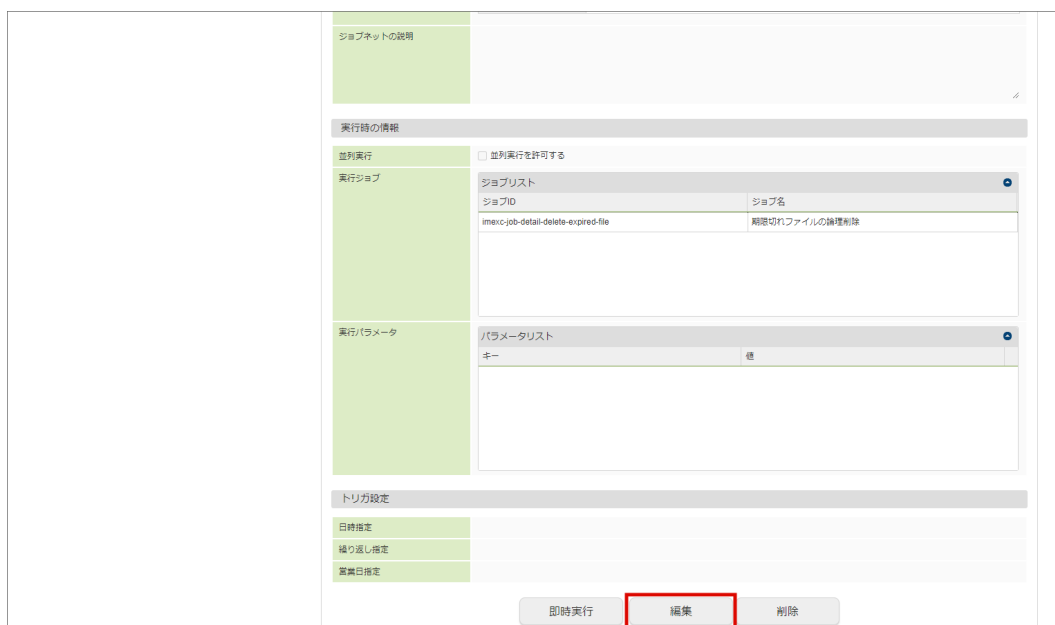 ジョブネットの説明
実行時の情報
並列実行 並列実行を許可する
実行ジョブ ジョブリスト
ジョブID ジョブ名
imexc-job-detail-delete-expired-file 期限切れファイルの論理削除
実行パラメータ パラメータリスト
キー 値
トリガ設定
日時指定
繰り返し指定
営業日指定
即時実行 編集 削除